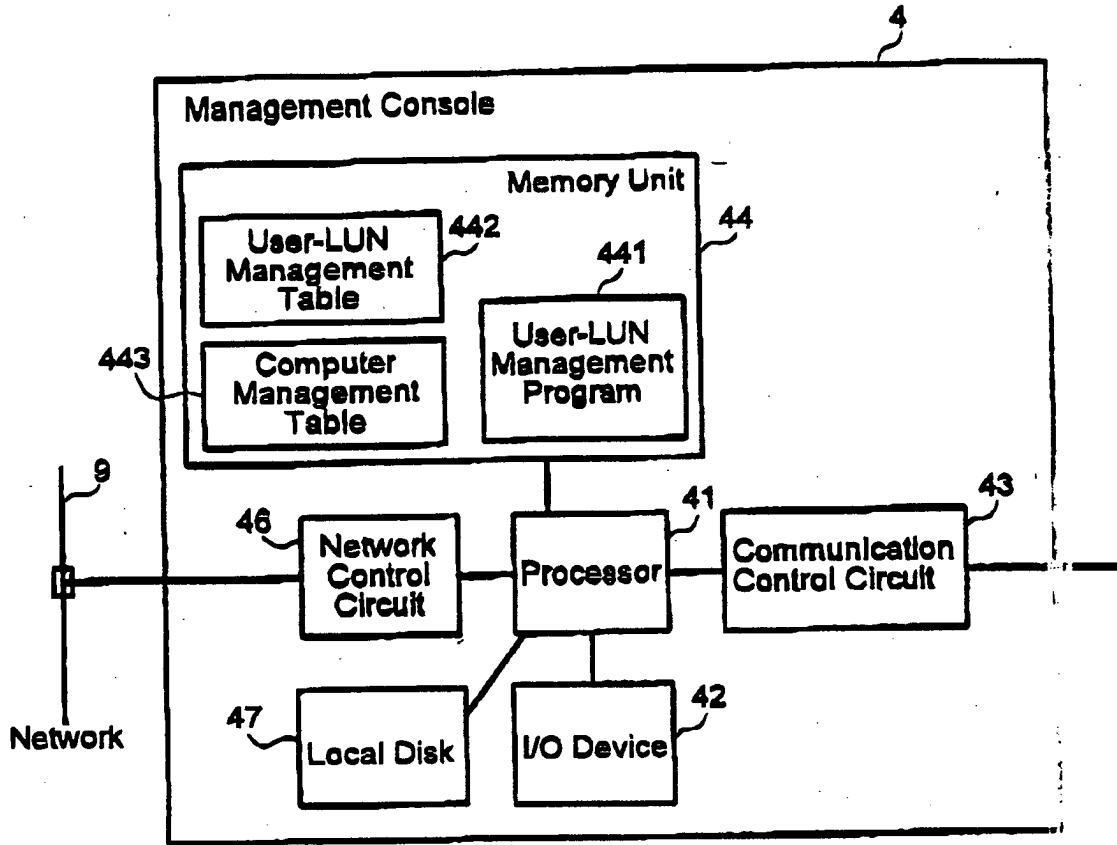 4
Management Console
Memory Unit
44
User-LUN
Management
Table
442
441
User-LUN
Management
Program
443
Computer
Management
Table
9
46
Network
Control
Circuit
41
Processor
43
Communication
Control Circuit
Network
47
Local Disk
42
I/O Device